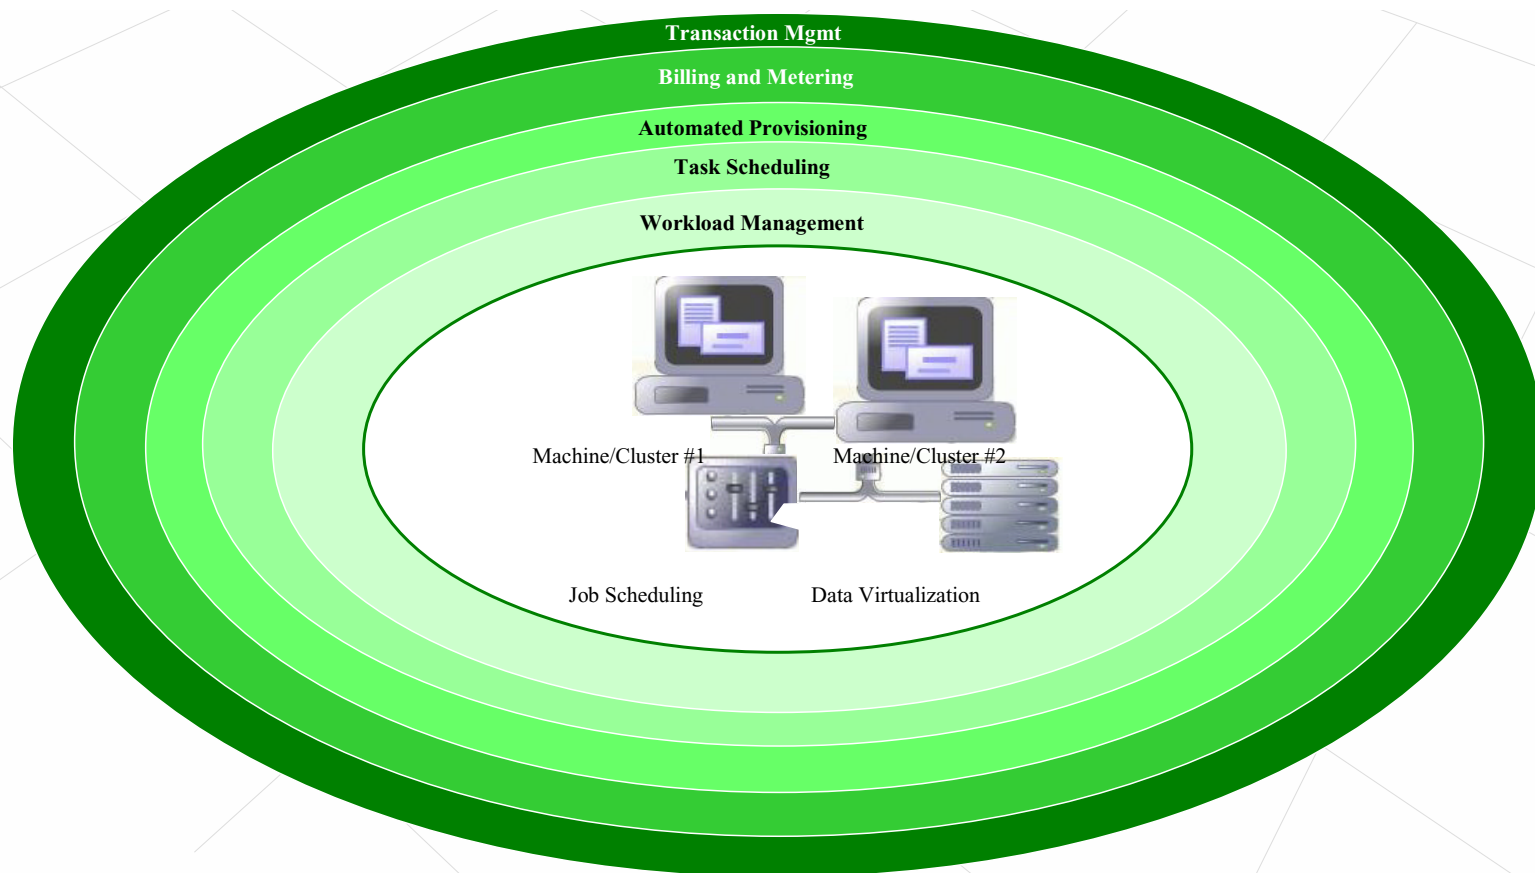 Transaction Mgmt
Billing and Metering
Automated Provisioning
Task Scheduling
Workload Management
Machine/Cluster #1
Machine/Cluster #2
Job Scheduling
Data Virtualization